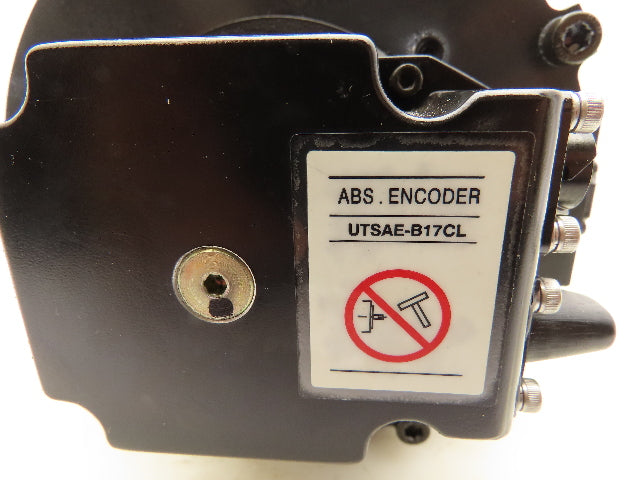 ABS . ENCODER
UTSAE-B17CL